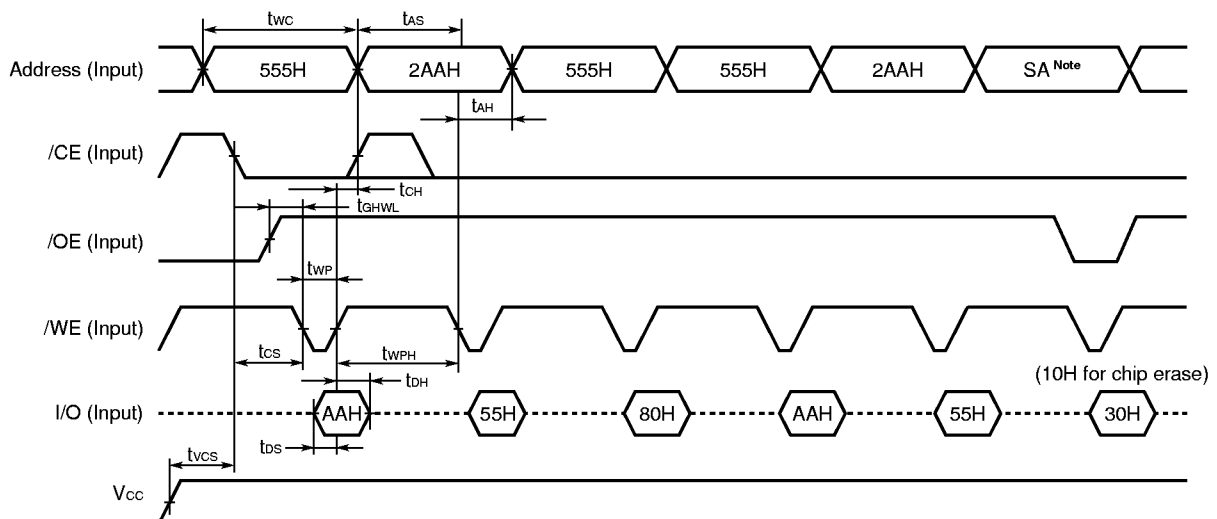 tWC tAS
Address (Input) 555H 2AAH 555H 555H 2AAH SA Note
tAH
/CE (Input)
tCH
tGHWL
/OE (Input)
tWP
/WE (Input)
tCS tWPH
tDH (10H for chip erase)
I/O (Input) AAH 55H 80H AAH 55H 30H
tDS
tVCS
VCC